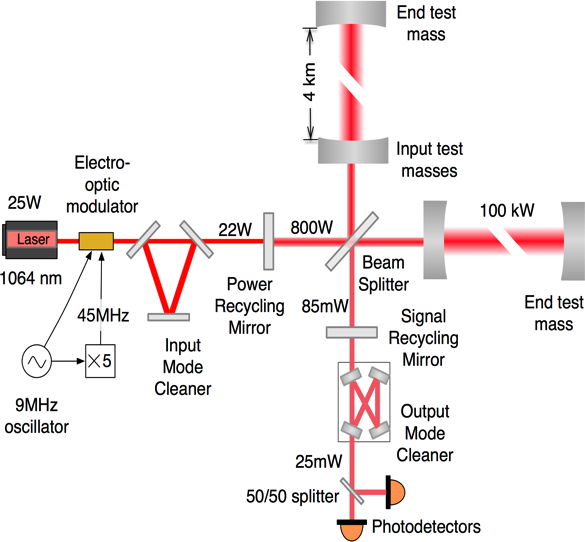 End test
mass
4 km
Input test
masses
Electro-
optic
modulator
25W
Laser
1064 nm
22W
800W
100 kW
Beam
Splitter
End test
mass
Power
Recycling
Mirror
85mW
Signal
Recycling
Mirror
45MHz
×5
Input
Mode
Cleaner
9MHz
oscillator
Output
Mode
Cleaner
25mW
50/50 splitter
Photodetectors